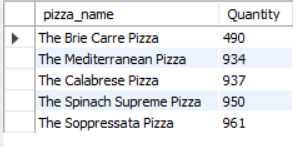 pizza_name Quantity
The Brie Carre Pizza 490
The Mediterranean Pizza 934
The Calabrese Pizza 937
The Spinach Supreme Pizza 950
The Soppressata Pizza 961